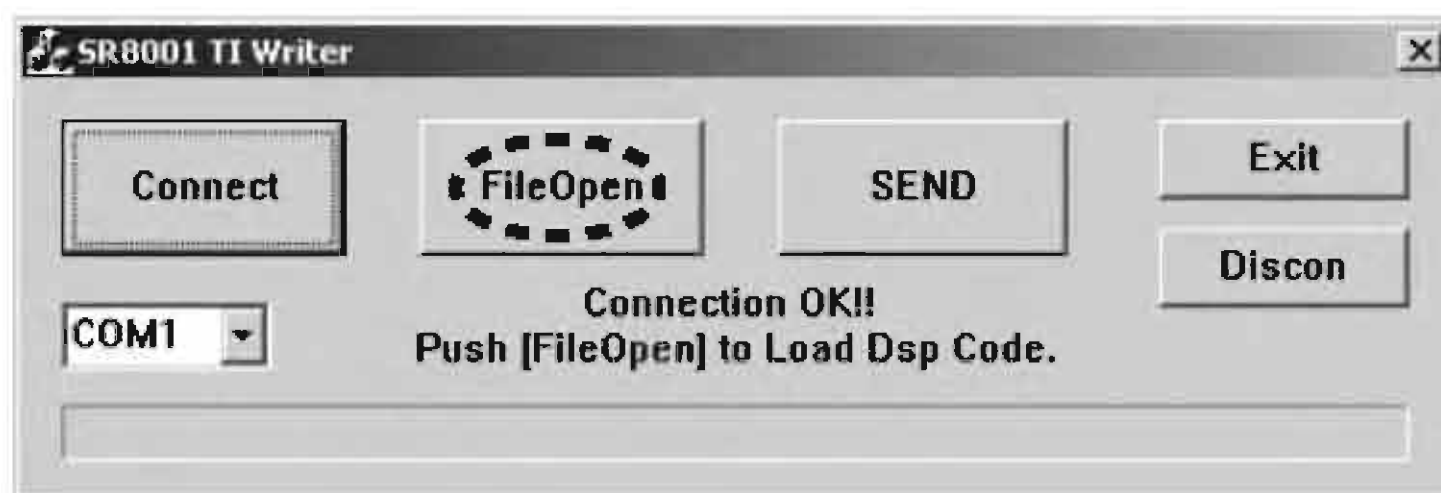 SR8001 TI Writer
Connect
FileOpen
SEND
Exit
Discon
COM1
Connection OK!!
Push [FileOpen] to Load Dsp Code.